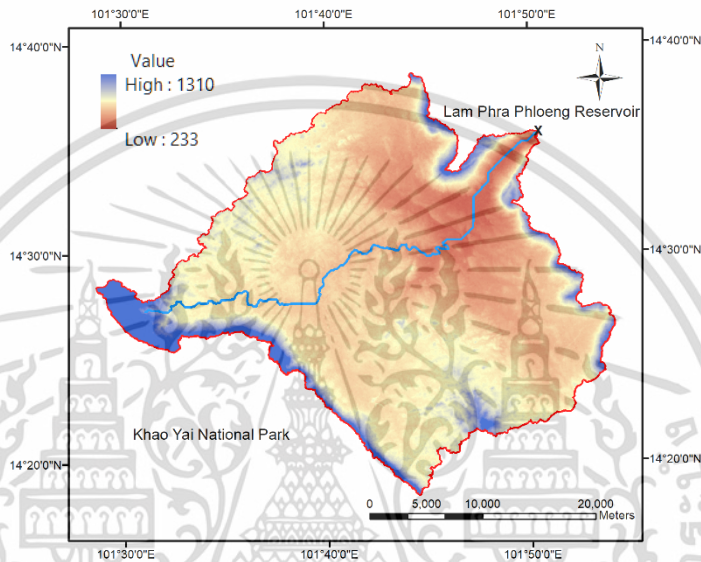 101°30'0"E 101°40'0"E 101°50'0"E
14°40'0"N 14°40'0"N
Value
High : 1310
Low : 233
N
Lam Phra Phloeng Reservoir
X
14°30'0"N 14°30'0"N
Khao Yai National Park
14°20'0"N 14°20'0"N
0 5,000 10,000 20,000
Meters
101°30'0"E 101°40'0"E 101°50'0"E